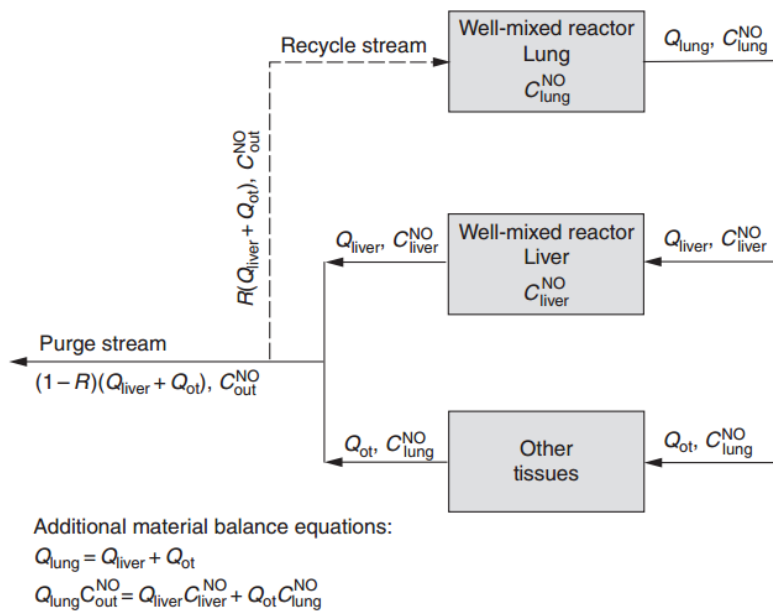 Recycle stream
Well-mixed reactor
Lung
C_lung^NO
Q_lung, C_lung^NO
R(Q_liver + Q_ot), C_out^NO
Q_liver, C_liver^NO
Well-mixed reactor
Liver
C_liver^NO
Q_liver, C_liver^NO
Purge stream
(1 − R)(Q_liver + Q_ot), C_out^NO
Q_ot, C_lung^NO
Other
tissues
Q_ot, C_lung^NO
Additional material balance equations:
Q_lung = Q_liver + Q_ot
Q_lung C_out^NO = Q_liver C_liver^NO + Q_ot C_lung^NO